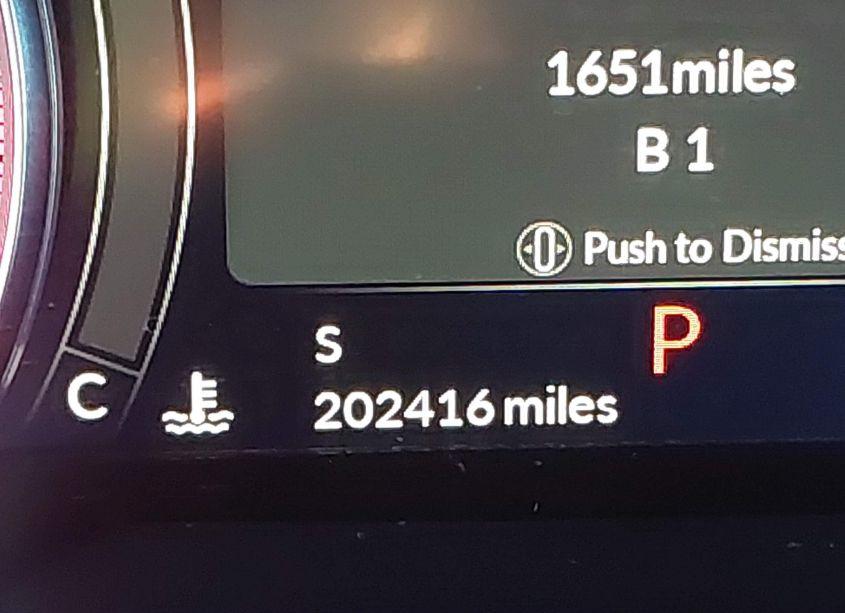 1651miles
B 1
Push to Dismiss
S
P
C
202416 miles